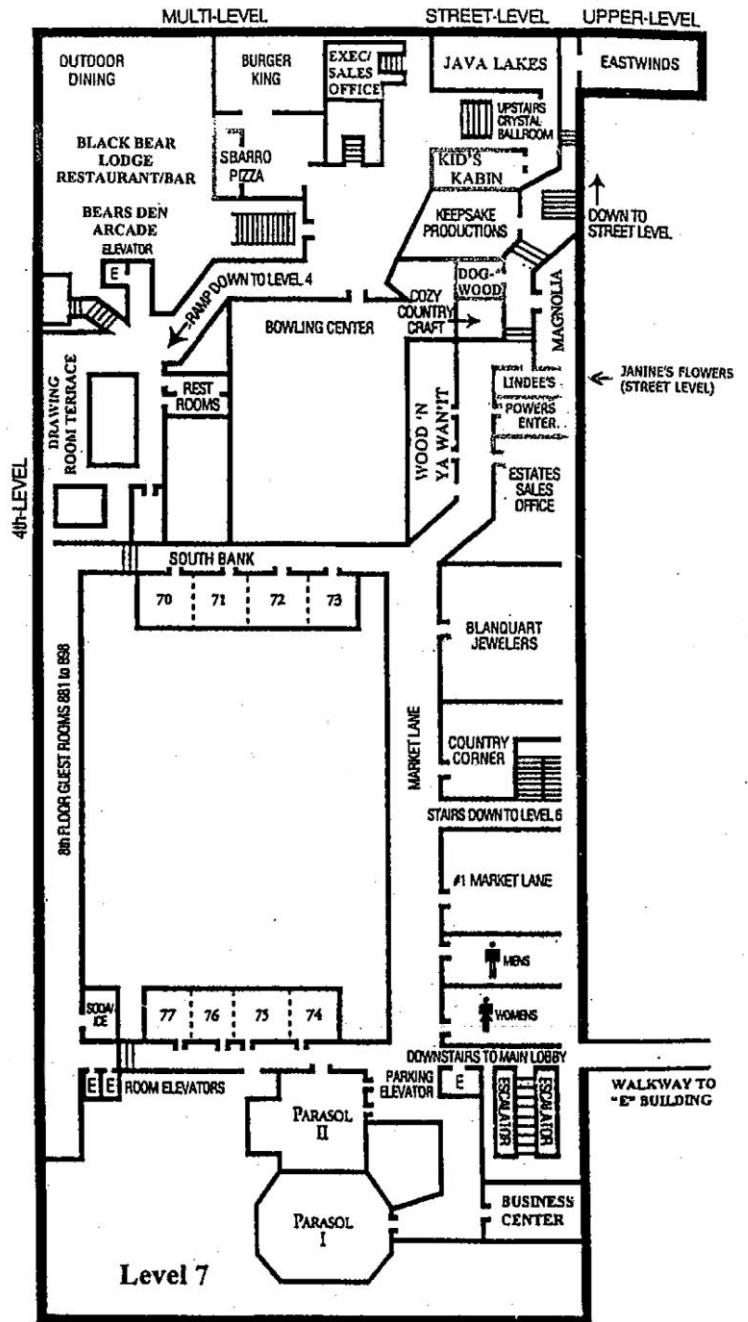 MULTI-LEVEL
STREET-LEVEL
UPPER-LEVEL
OUTDOOR
DINING
BURGER
KING
EXEC/
SALES
OFFICE
JAVA LAKES
EASTWINDS
UPSTAIRS
CRYSTAL
BALLROOM
BLACK BEAR
LODGE
RESTAURANT/BAR
SBARRO
PIZZA
KID'S
KABIN
BEARS DEN
ARCADE
ELEVATOR
E
KEEPSAKE
PRODUCTIONS
DOWN TO
STREET LEVEL
RAMP DOWN TO LEVEL 4
DOG-
WOOD
COZY
COUNTRY
CRAFT
MAGNOLIA
BOWLING CENTER
JANINE'S FLOWERS
(STREET LEVEL)
LINDEE'S
REST
ROOMS
POWERS
ENTER.
DRAWING
ROOM TERRACE
WOOD 'N
YA WAN'IT
ESTATES
SALES
OFFICE
4th-LEVEL
SOUTH BANK
70
71
72
73
BLANQUART
JEWELERS
8th FLOOR GUEST ROOMS 881 to 898
MARKET LANE
COUNTRY
CORNER
STAIRS DOWN TO LEVEL 6
#1 MARKET LANE
MENS
SODA/
ICE
77
76
75
74
WOMENS
DOWNSTAIRS TO MAIN LOBBY
E
E
ROOM ELEVATORS
PARKING
ELEVATOR
E
ESCALATOR
ESCALATOR
WALKWAY TO
"E" BUILDING
PARASOL
II
PARASOL
I
BUSINESS
CENTER
Level 7